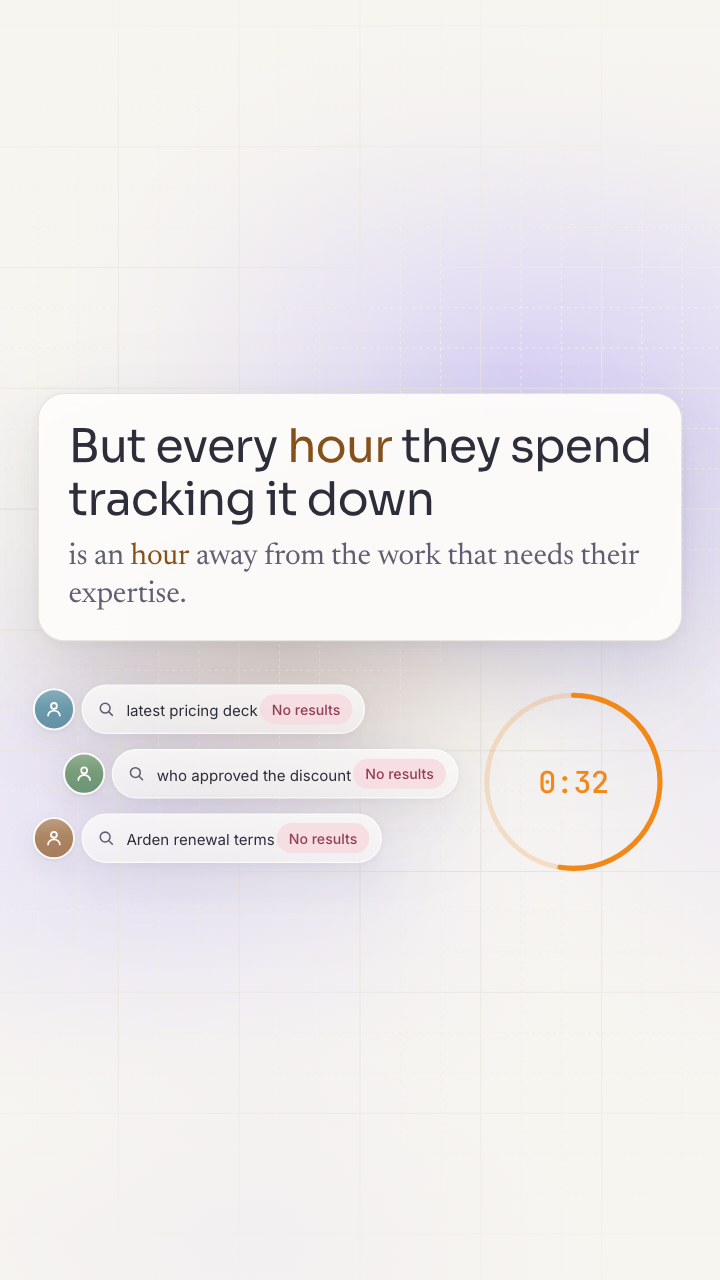 But every hour they spend
tracking it down
is an hour away from the work that needs their
expertise.
latest pricing deck No results
who approved the discount No results
Arden renewal terms No results
0:32